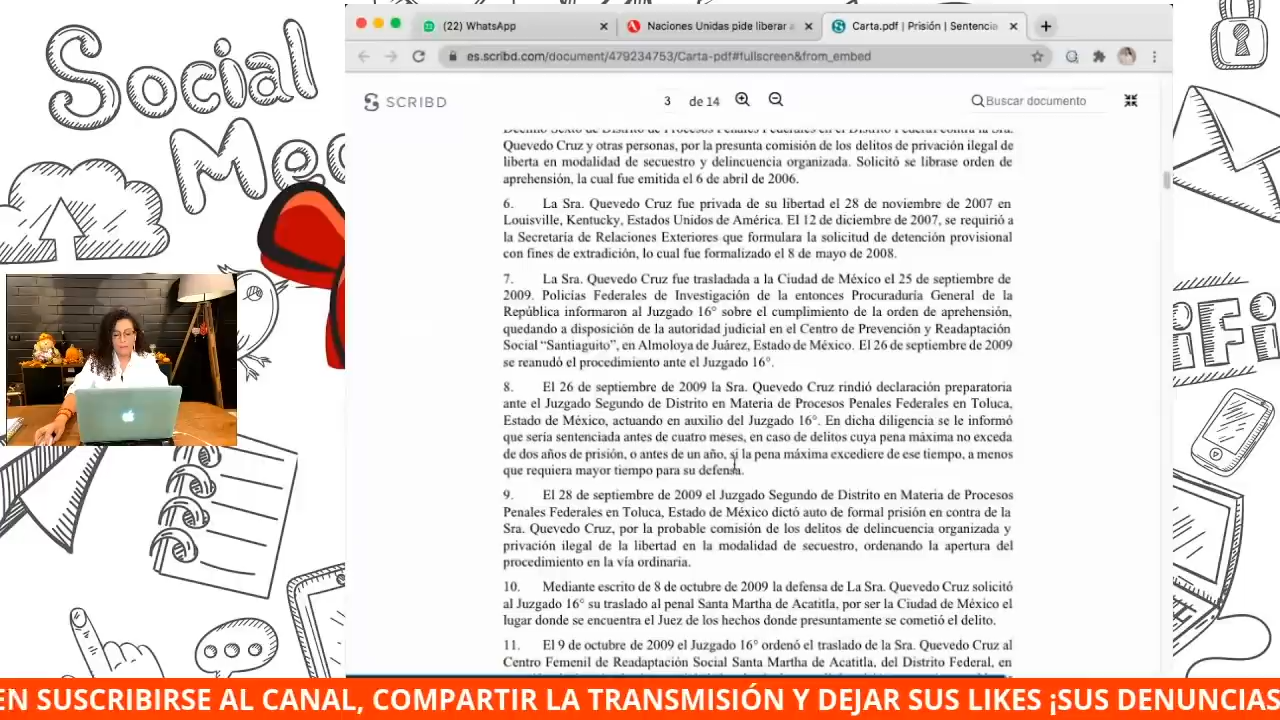 Social
Med
iFi
(22) WhatsApp
Naciones Unidas pide liberar a
Carta.pdf | Prisión | Sentencia
es.scribd.com/document/479234753/Carta-pdf#fullscreen&from_embed
SCRIBD
3 de 14
Buscar documento
Décimo Sexto de Distrito de Procesos Penales Federales en el Distrito Federal contra la Sra.
Quevedo Cruz y otras personas, por la presunta comisión de los delitos de privación ilegal de
liberta en modalidad de secuestro y delincuencia organizada. Solicitó se librase orden de
aprehensión, la cual fue emitida el 6 de abril de 2006.
6. La Sra. Quevedo Cruz fue privada de su libertad el 28 de noviembre de 2007 en
Louisville, Kentucky, Estados Unidos de América. El 12 de diciembre de 2007, se requirió a
la Secretaría de Relaciones Exteriores que formulara la solicitud de detención provisional
con fines de extradición, lo cual fue formalizado el 8 de mayo de 2008.
7. La Sra. Quevedo Cruz fue trasladada a la Ciudad de México el 25 de septiembre de
2009. Policías Federales de Investigación de la entonces Procuraduría General de la
República informaron al Juzgado 16° sobre el cumplimiento de la orden de aprehensión,
quedando a disposición de la autoridad judicial en el Centro de Prevención y Readaptación
Social “Santiaguito”, en Almoloya de Juárez, Estado de México. El 26 de septiembre de 2009
se reanudó el procedimiento ante el Juzgado 16°.
8. El 26 de septiembre de 2009 la Sra. Quevedo Cruz rindió declaración preparatoria
ante el Juzgado Segundo de Distrito en Materia de Procesos Penales Federales en Toluca,
Estado de México, actuando en auxilio del Juzgado 16°. En dicha diligencia se le informó
que sería sentenciada antes de cuatro meses, en caso de delitos cuya pena máxima no exceda
de dos años de prisión, o antes de un año, si la pena máxima excediere de ese tiempo, a menos
que requiera mayor tiempo para su defensa.
9. El 28 de septiembre de 2009 el Juzgado Segundo de Distrito en Materia de Procesos
Penales Federales en Toluca, Estado de México dictó auto de formal prisión en contra de la
Sra. Quevedo Cruz, por la probable comisión de los delitos de delincuencia organizada y
privación ilegal de la libertad en la modalidad de secuestro, ordenando la apertura del
procedimiento en la vía ordinaria.
10. Mediante escrito de 8 de octubre de 2009 la defensa de La Sra. Quevedo Cruz solicitó
al Juzgado 16° su traslado al penal Santa Martha de Acatitla, por ser la Ciudad de México el
lugar donde se encuentra el Juez de los hechos donde presuntamente se cometió el delito.
11. El 9 de octubre de 2009 el Juzgado 16° ordenó el traslado de la Sra. Quevedo Cruz al
Centro Femenil de Readaptación Social Santa Martha de Acatitla, del Distrito Federal, en
EN SUSCRIBIRSE AL CANAL, COMPARTIR LA TRANSMISIÓN Y DEJAR SUS LIKES ¡SUS DENUNCIAS